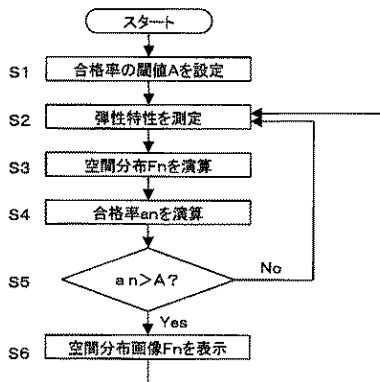 スタート
S1 合格率の閾値Aを設定
S2 弾性特性を測定
S3 空間分布Fnを演算
S4 合格率anを演算
S5 an>A?
No
Yes
S6 空間分布画像Fnを表示